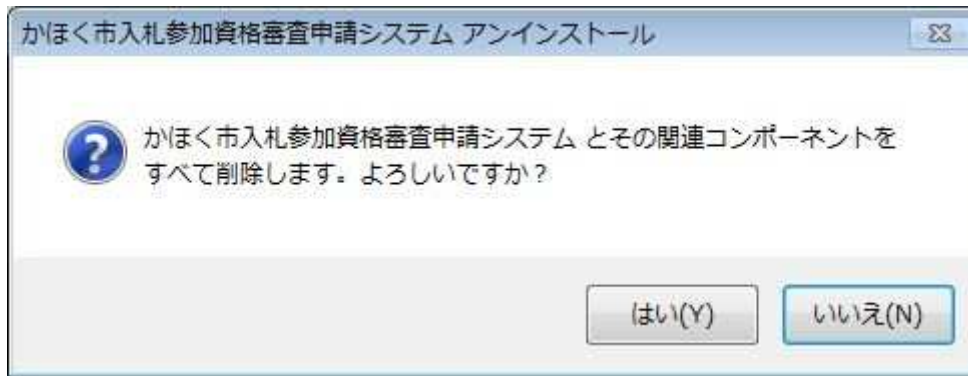 かほく市入札参加資格審査申請システム アンインストール
かほく市入札参加資格審査申請システム とその関連コンポーネントを
すべて削除します。よろしいですか？
はい(Y)
いいえ(N)